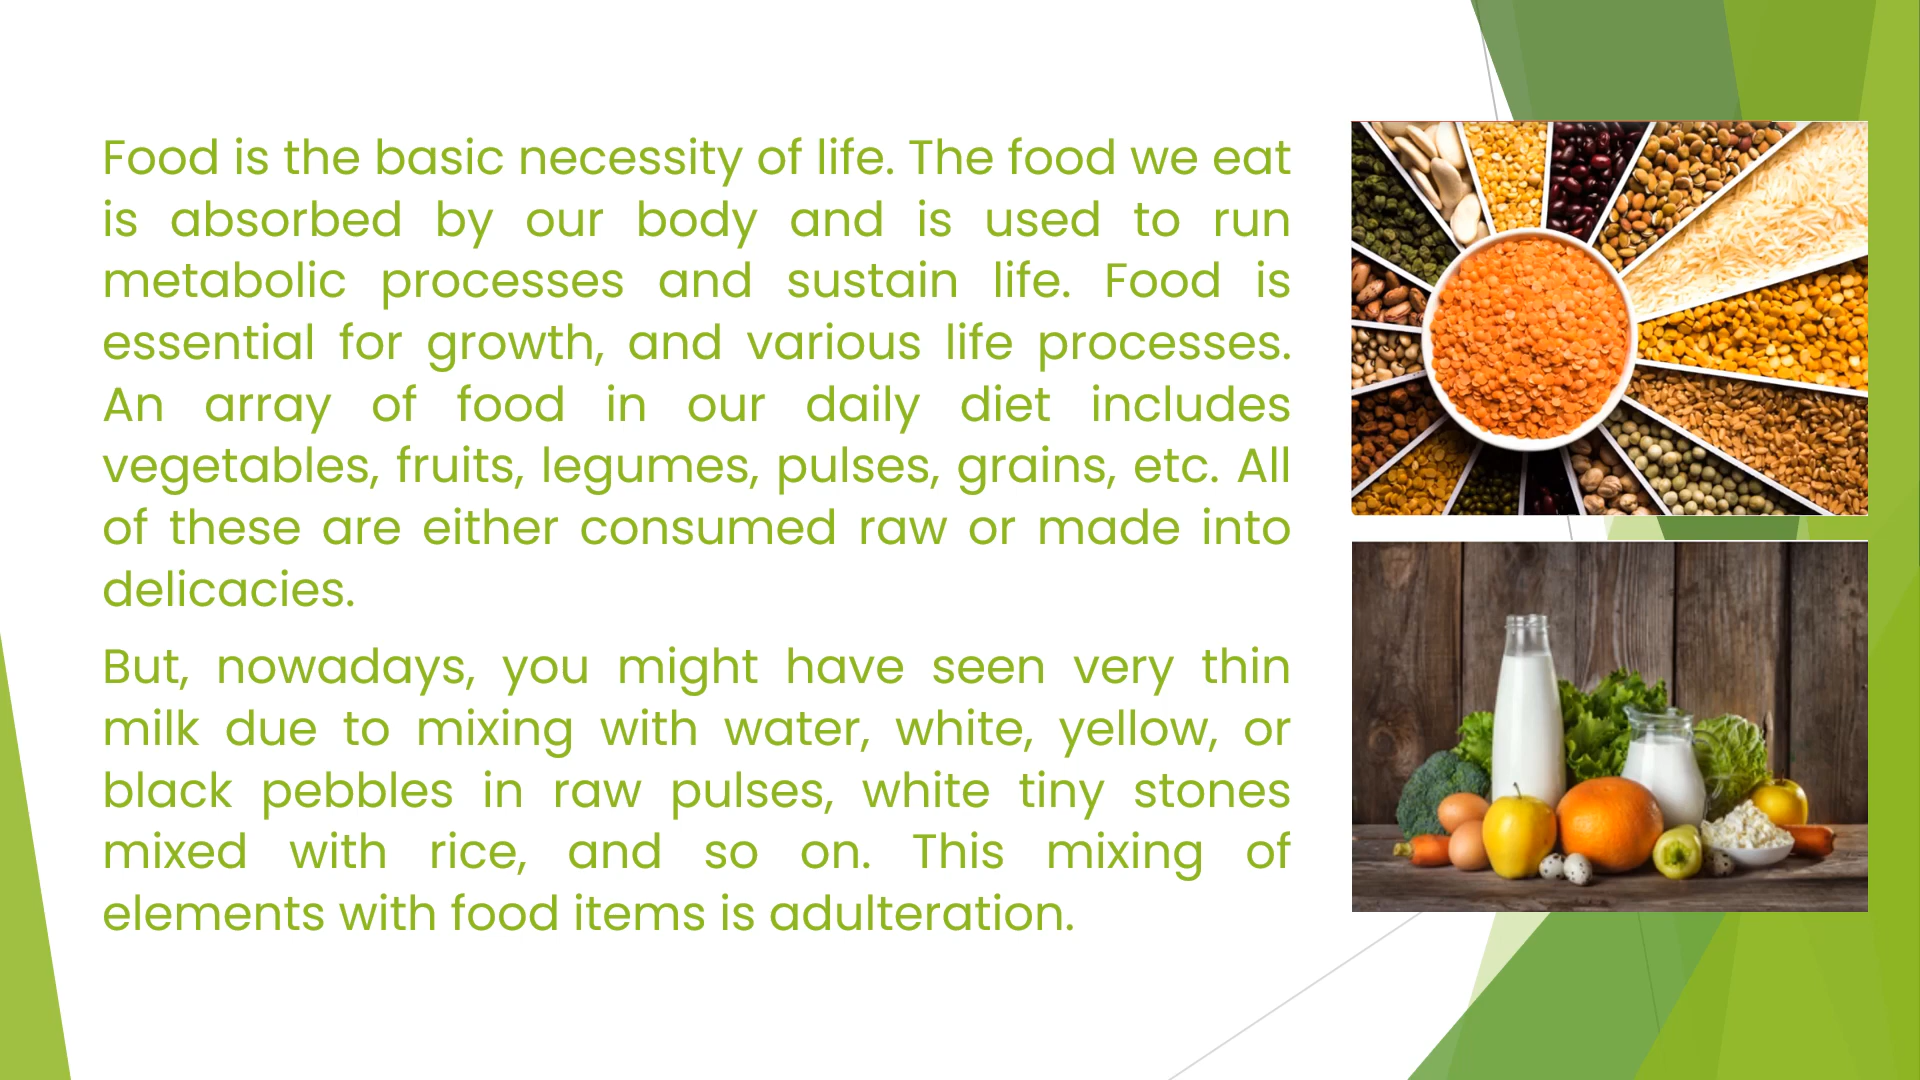 Food is the basic necessity of life. The food we eat
is absorbed by our body and is used to run
metabolic processes and sustain life. Food is
essential for growth, and various life processes.
An array of food in our daily diet includes
vegetables, fruits, legumes, pulses, grains, etc. All
of these are either consumed raw or made into
delicacies.
But, nowadays, you might have seen very thin
milk due to mixing with water, white, yellow, or
black pebbles in raw pulses, white tiny stones
mixed with rice, and so on. This mixing of
elements with food items is adulteration.